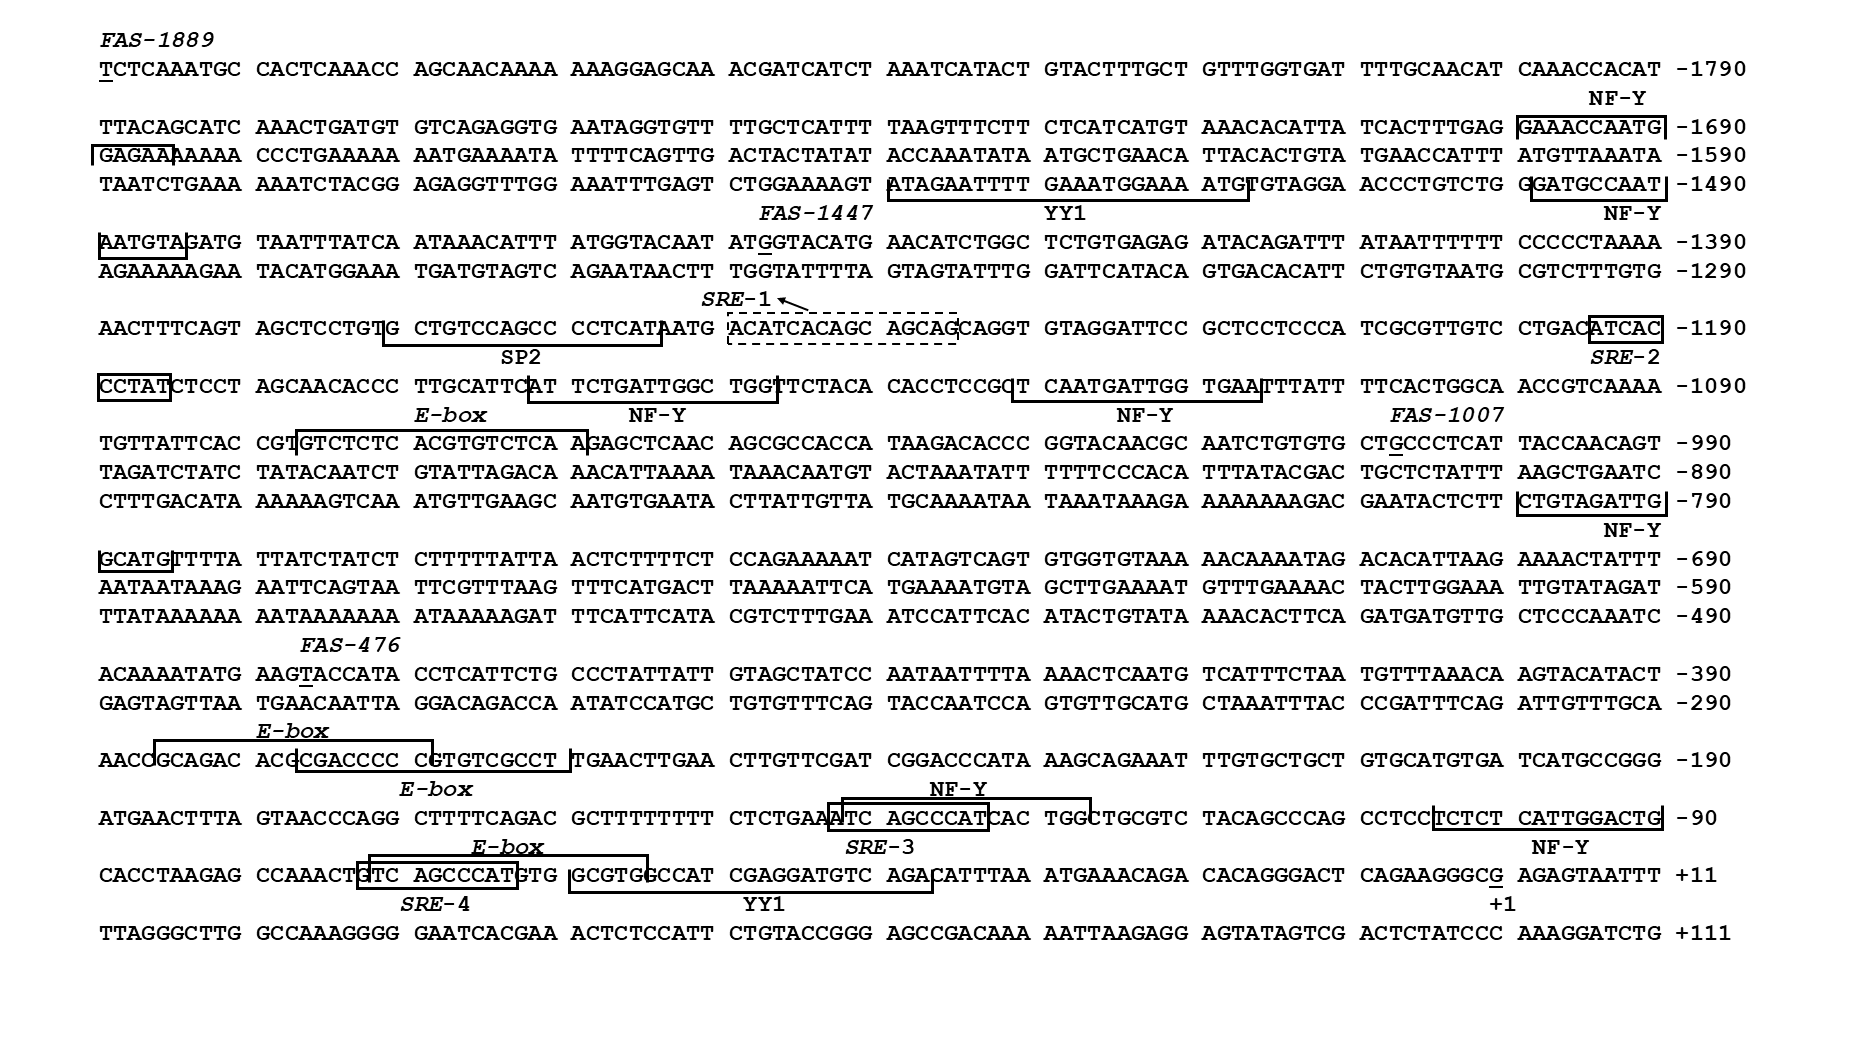 FAS-1889
TCTCAAATGC CACTCAAACC AGCAACAAAA AAAGGAGCAA ACGATCATCT AAATCATACT GTACTTTGCT GTTTGGTGAT TTTGCAACAT CAAACCACAT -1790
NF-Y
TTACAGCATC AAACTGATGT GTCAGAGGTG AATAGGTGTT TTGCTCATTT TAAGTTTCTT CTCATCATGT AAACACATTA TCACTTTGAG GAAACCAATG -1690
GAGAAAAAAA CCCTGAAAAA AATGAAAATA TTTTCAGTTG ACTACTATAT ACCAAATATA ATGCTGAACA TTACACTGTA TGAACCATTT ATGTTAAATA -1590
TAATCTGAAA AAATCTACGG AGAGGTTTGG AAATTTGAGT CTGGAAAAGT ATAGAATTTT GAAATGGAAA ATGTGTAGGA ACCCTGTCTG GGATGCCAAT -1490
FAS-1447 YY1 NF-Y
AATGTAGATG TAATTTATCA ATAAACATTT ATGGTACAAT ATGGTACATG AACATCTGGC TCTGTGAGAG ATACAGATTT ATAATTTTTT CCCCCTAAAA -1390
AGAAAAAGAA TACATGGAAA TGATGTAGTC AGAATAACTT TGGTATTTTA GTAGTATTTG GATTCATACA GTGACACATT CTGTGTAATG CGTCTTTGTG -1290
SRE-1
AACTTTCAGT AGCTCCTGTG CTGTCCAGCC CCTCATAATG ACATCACAGC AGCAGCAGGT GTAGGATTCC GCTCCTCCCA TCGCGTTGTC CTGACATCAC -1190
SP2 SRE-2
CCTATCTCCT AGCAACACCC TTGCATTCAT TCTGATTGGC TGGTTCTACA CACCTCCGCT CAATGATTGG TGAATTTATT TTCACTGGCA ACCGTCAAAA -1090
E-box NF-Y NF-Y FAS-1007
TGTTATTCAC CGTGTCTCTC ACGTGTCTCAA AGAGCTCAAC AGCGCCACCA TAAGACACCC GGTACAACGC AATCTGTGTG CTGCCCTCAT TACCAACAGT -990
TAGATCTATC TATACAATCT GTATTAGACA AACATTAAAA TAAACAATGT ACTAAATATT TTTTCCCACA TTTATACGAC TGCTCTATTT AAGCTGAATC -890
CTTTGACATA AAAAAGTCAA ATGTTGAAGC AATGTGAATA CTTATTGTTA TGCAAAATAA TAAATAAAGA AAAAAAAGAC GAATACTCTT CTGTAGATTG -790
NF-Y
GCATGTTTTA TTATCTATCT CTTTTTATTA ACTCTTTTCT CCAGAAAAAT CATAGTCAGT GTGGTGTAAA AACAAAATAG ACACATTAAG AAAACTATTT -690
AATAATAAAG AATTCAGTAA TTCGTTTAAG TTTCATGACT TAAAAATTCA TGAAAATGTA GCTTGAAAAT GTTTGAAAAC TACTTGGAAA TTGTATAGAT -590
TTATAAAAAA AATAAAAAAA ATAAAAAGAT TTCATTCATA CGTCTTTGAA ATCCATTCAC ATACTGTATA AAACACTTCA GATGATGTTG CTCCCAAATC -490
FAS-476
ACAAAATATG AAGTACCATA CCTCATTCTG CCCTATTATT GTAGCTATCC AATAATTTTA AAACTCAATG TCATTTCTAA TGTTTAAACA AGTACATACT -390
GAGTAGTTAA TGAACAATTA GGACAGACCA ATATCCATGC TGTGTTTCAG TACCAATCCA GTGTTGCATG CTAAATTTAC CCGATTTCAG ATTGTTTGCA -290
E-box
AACCGCAGAC ACGCGACCCC CGTGTCGCCT TGAACTTGAA CTTGTTCGAT CGGACCCATA AAGCAGAAAT TTGTGCTGCT GTGCATGTGA TCATGCCGGG -190
E-box NF-Y
ATGAACTTTA GTAACCCAGG CTTTTCAGAC GCTTTTTTTT CTCTGAAATC AGCCCATCAC TGGCTGCGTC TACAGCCCAG CCTCCTCTCT CATTGGACTG -90
E-box SRE-3 NF-Y
CACCTAAGAG CCAAACTGTC AGCCCATGTG GCGTGGCCAT CGAGGATGTC AGACATTTAA ATGAAACAGA CACAGGGACT CAGAAGGGCG AGAGTAATTT +11
SRE-4 YY1 +1
TTAGGGCTTG GCCAAAGGGG GAATCACGAA ACTCTCCATT CTGTACCGGG AGCCGACAAA AATTAAGAGG AGTATAGTCG ACTCTATCCC AAAGGATCTG +111